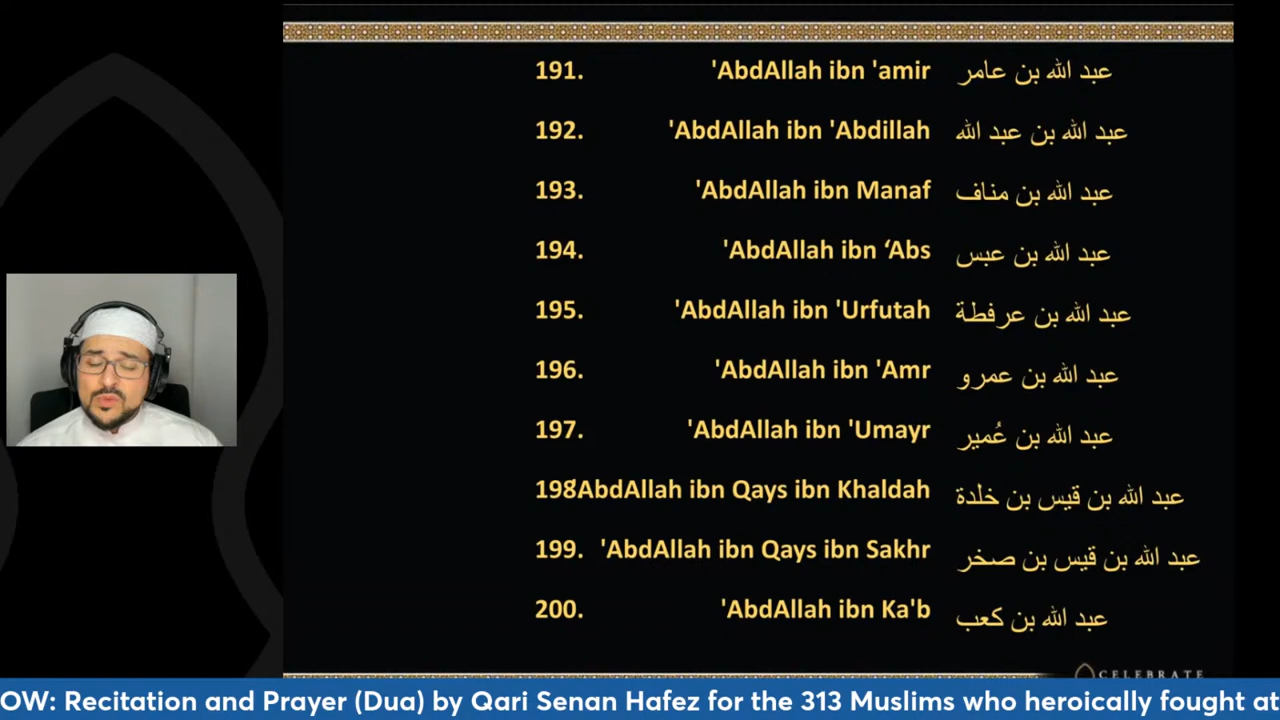 191. 'AbdAllah ibn 'amir عبد الله بن عامر
192. 'AbdAllah ibn 'Abdillah عبد الله بن عبد الله
193. 'AbdAllah ibn Manaf عبد الله بن مناف
194. 'AbdAllah ibn ‘Abs عبد الله بن عبس
195. 'AbdAllah ibn 'Urfutah عبد الله بن عرفطة
196. 'AbdAllah ibn 'Amr عبد الله بن عمرو
197. 'AbdAllah ibn 'Umayr عبد الله بن عُمير
198. 'AbdAllah ibn Qays ibn Khaldah عبد الله بن قيس بن خلدة
199. 'AbdAllah ibn Qays ibn Sakhr عبد الله بن قيس بن صخر
200. 'AbdAllah ibn Ka'b عبد الله بن كعب
CELEBRATE
OW: Recitation and Prayer (Dua) by Qari Senan Hafez for the 313 Muslims who heroically fought at